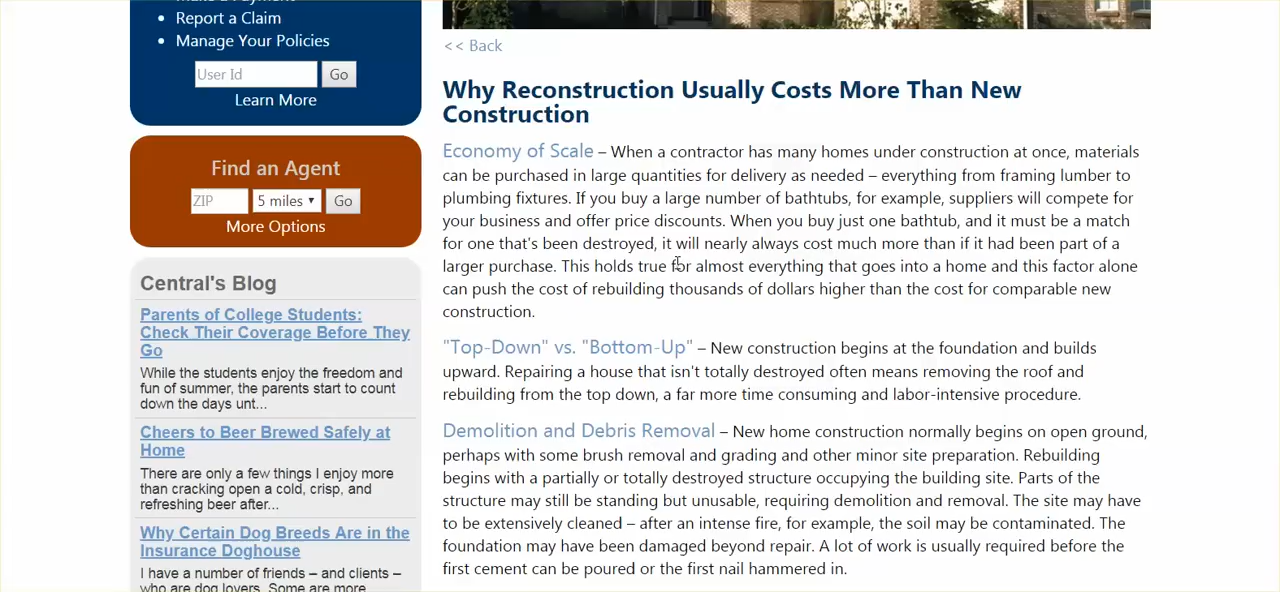 Report a Claim
Manage Your Policies
User Id
Go
Learn More
Find an Agent
ZIP
5 miles
Go
More Options
Central's Blog
Parents of College Students:
Check Their Coverage Before They
Go
While the students enjoy the freedom and
fun of summer, the parents start to count
down the days unt...
Cheers to Beer Brewed Safely at
Home
There are only a few things I enjoy more
than cracking open a cold, crisp, and
refreshing beer after...
Why Certain Dog Breeds Are in the
Insurance Doghouse
I have a number of friends – and clients –
who are dog lovers. Some are more
<< Back
Why Reconstruction Usually Costs More Than New
Construction
Economy of Scale – When a contractor has many homes under construction at once, materials
can be purchased in large quantities for delivery as needed – everything from framing lumber to
plumbing fixtures. If you buy a large number of bathtubs, for example, suppliers will compete for
your business and offer price discounts. When you buy just one bathtub, and it must be a match
for one that's been destroyed, it will nearly always cost much more than if it had been part of a
larger purchase. This holds true for almost everything that goes into a home and this factor alone
can push the cost of rebuilding thousands of dollars higher than the cost for comparable new
construction.
"Top-Down" vs. "Bottom-Up" – New construction begins at the foundation and builds
upward. Repairing a house that isn't totally destroyed often means removing the roof and
rebuilding from the top down, a far more time consuming and labor-intensive procedure.
Demolition and Debris Removal – New home construction normally begins on open ground,
perhaps with some brush removal and grading and other minor site preparation. Rebuilding
begins with a partially or totally destroyed structure occupying the building site. Parts of the
structure may still be standing but unusable, requiring demolition and removal. The site may have
to be extensively cleaned – after an intense fire, for example, the soil may be contaminated. The
foundation may have been damaged beyond repair. A lot of work is usually required before the
first cement can be poured or the first nail hammered in.